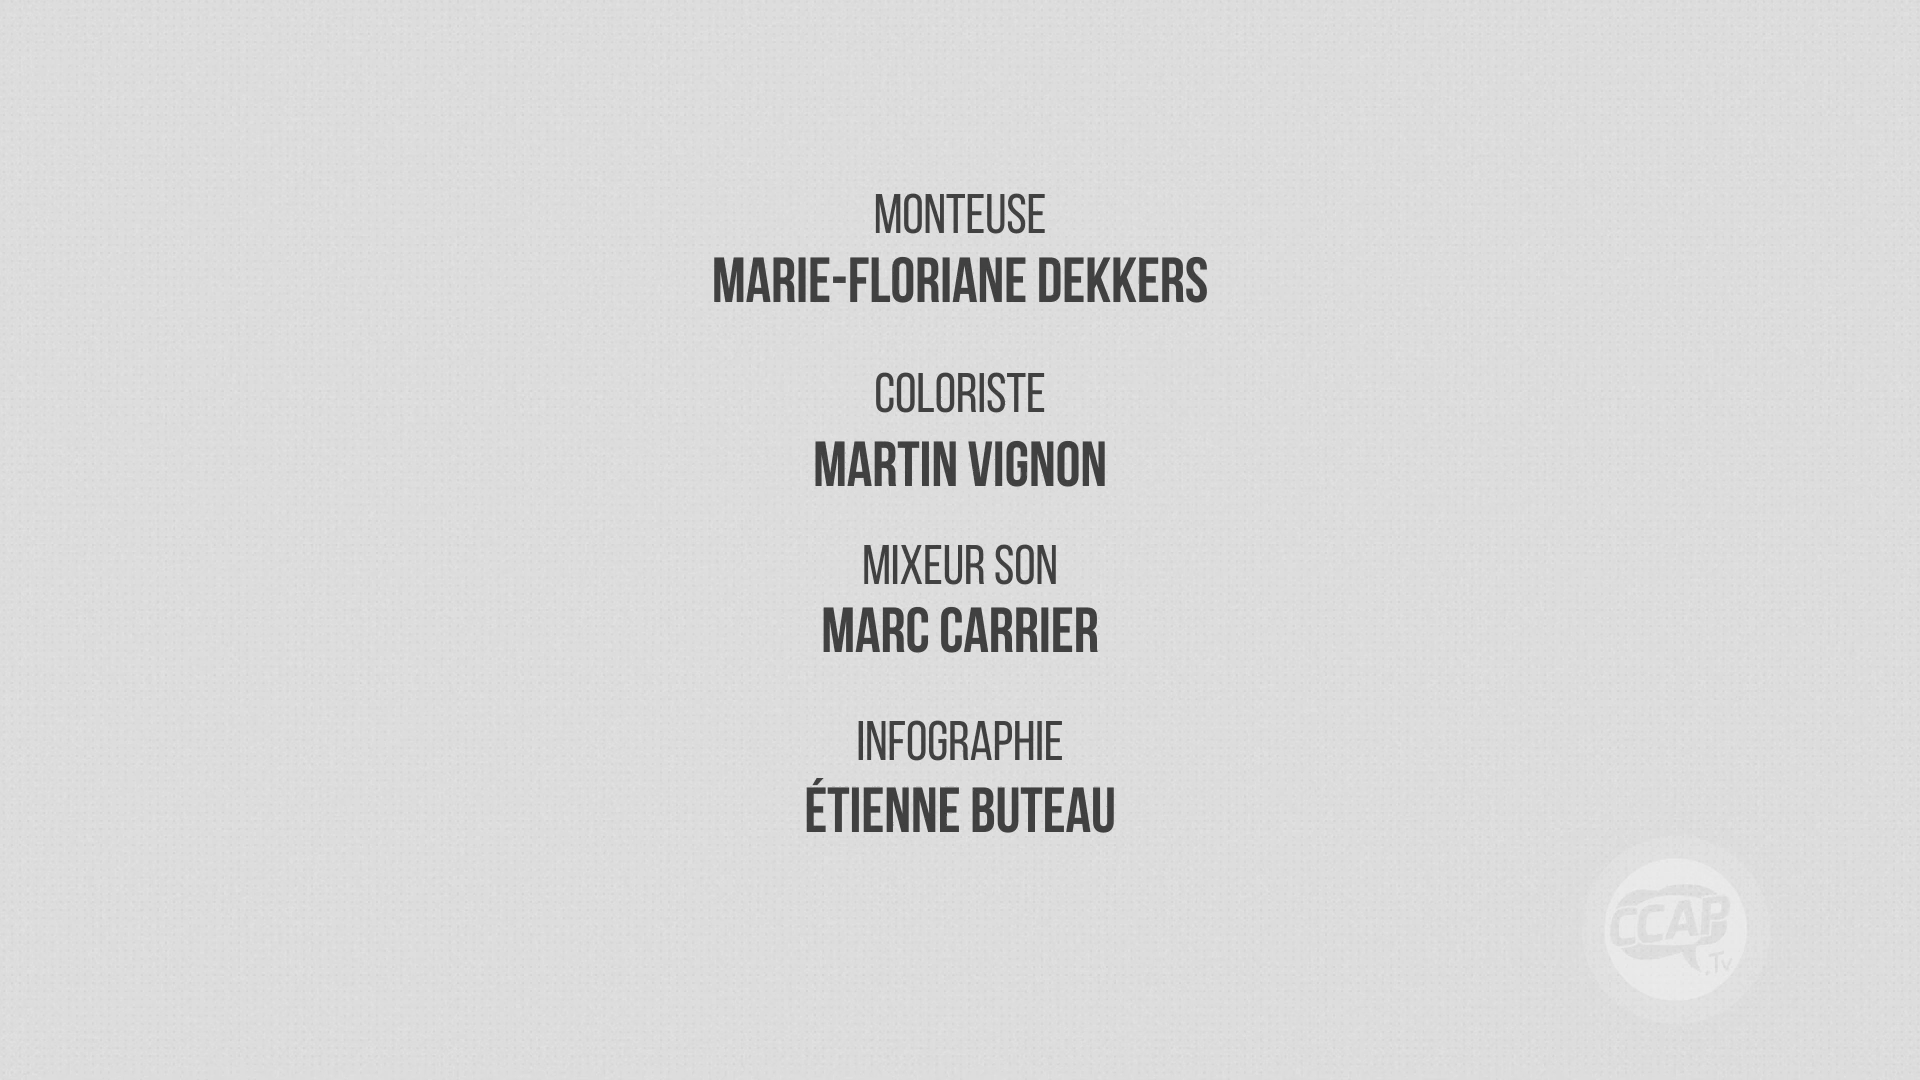 MONTEUSE
MARIE-FLORIANE DEKKERS
COLORISTE
MARTIN VIGNON
MIXEUR SON
MARC CARRIER
INFOGRAPHIE
ÉTIENNE BUTEAU
CCAP
.Tv